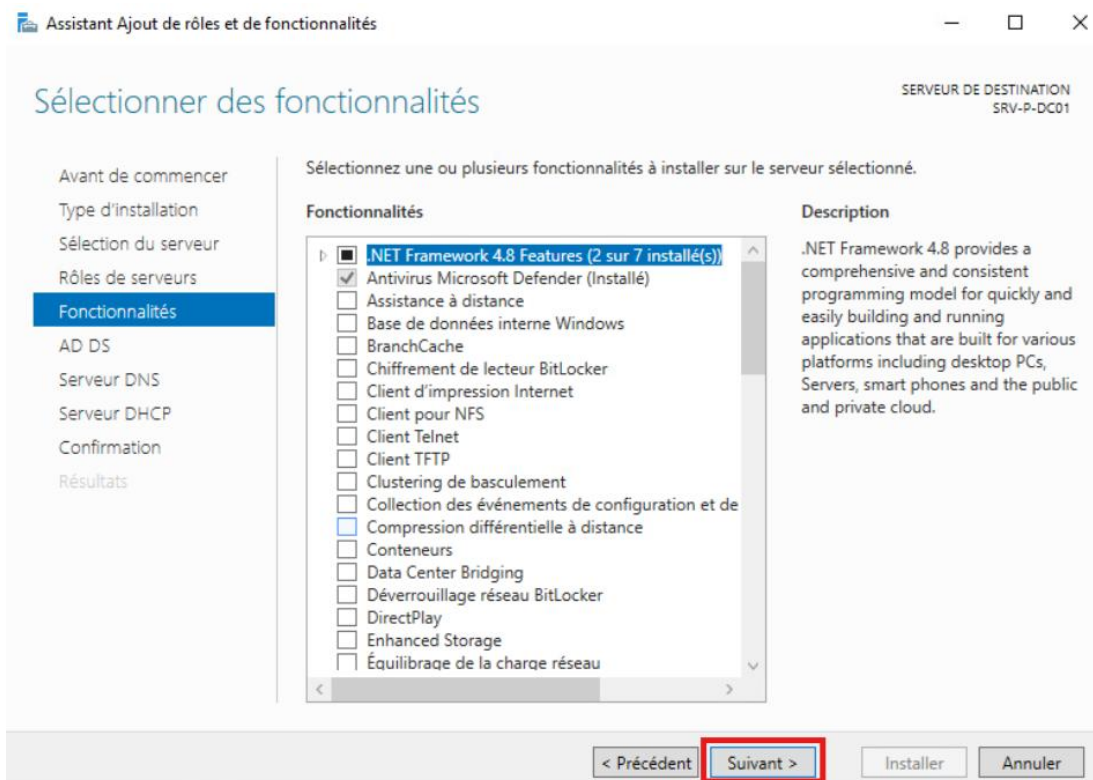 Assistant Ajout de rôles et de fonctionnalités
Sélectionner des fonctionnalités
SERVEUR DE DESTINATION
SRV-P-DC01
Avant de commencer
Type d'installation
Sélection du serveur
Rôles de serveurs
Fonctionnalités
AD DS
Serveur DNS
Serveur DHCP
Confirmation
Résultats
Sélectionnez une ou plusieurs fonctionnalités à installer sur le serveur sélectionné.
Fonctionnalités
.NET Framework 4.8 Features (2 sur 7 installé(s))
Antivirus Microsoft Defender (Installé)
Assistance à distance
Base de données interne Windows
BranchCache
Chiffrement de lecteur BitLocker
Client d'impression Internet
Client pour NFS
Client Telnet
Client TFTP
Clustering de basculement
Collection des événements de configuration et de
Compression différentielle à distance
Conteneurs
Data Center Bridging
Déverrouillage réseau BitLocker
DirectPlay
Enhanced Storage
Équilibrage de la charge réseau
Description
.NET Framework 4.8 provides a
comprehensive and consistent
programming model for quickly and
easily building and running
applications that are built for various
platforms including desktop PCs,
Servers, smart phones and the public
and private cloud.
< Précédent
Suivant >
Installer
Annuler